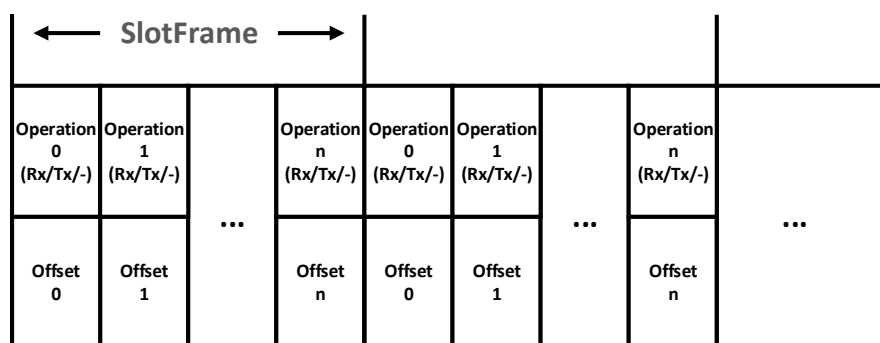 SlotFrame
Operation
0
(Rx/Tx/-)
Operation
1
(Rx/Tx/-)
...
Operation
n
(Rx/Tx/-)
Operation
0
(Rx/Tx/-)
Operation
1
(Rx/Tx/-)
...
Operation
n
(Rx/Tx/-)
...
Offset
0
Offset
1
Offset
n
Offset
0
Offset
1
Offset
n